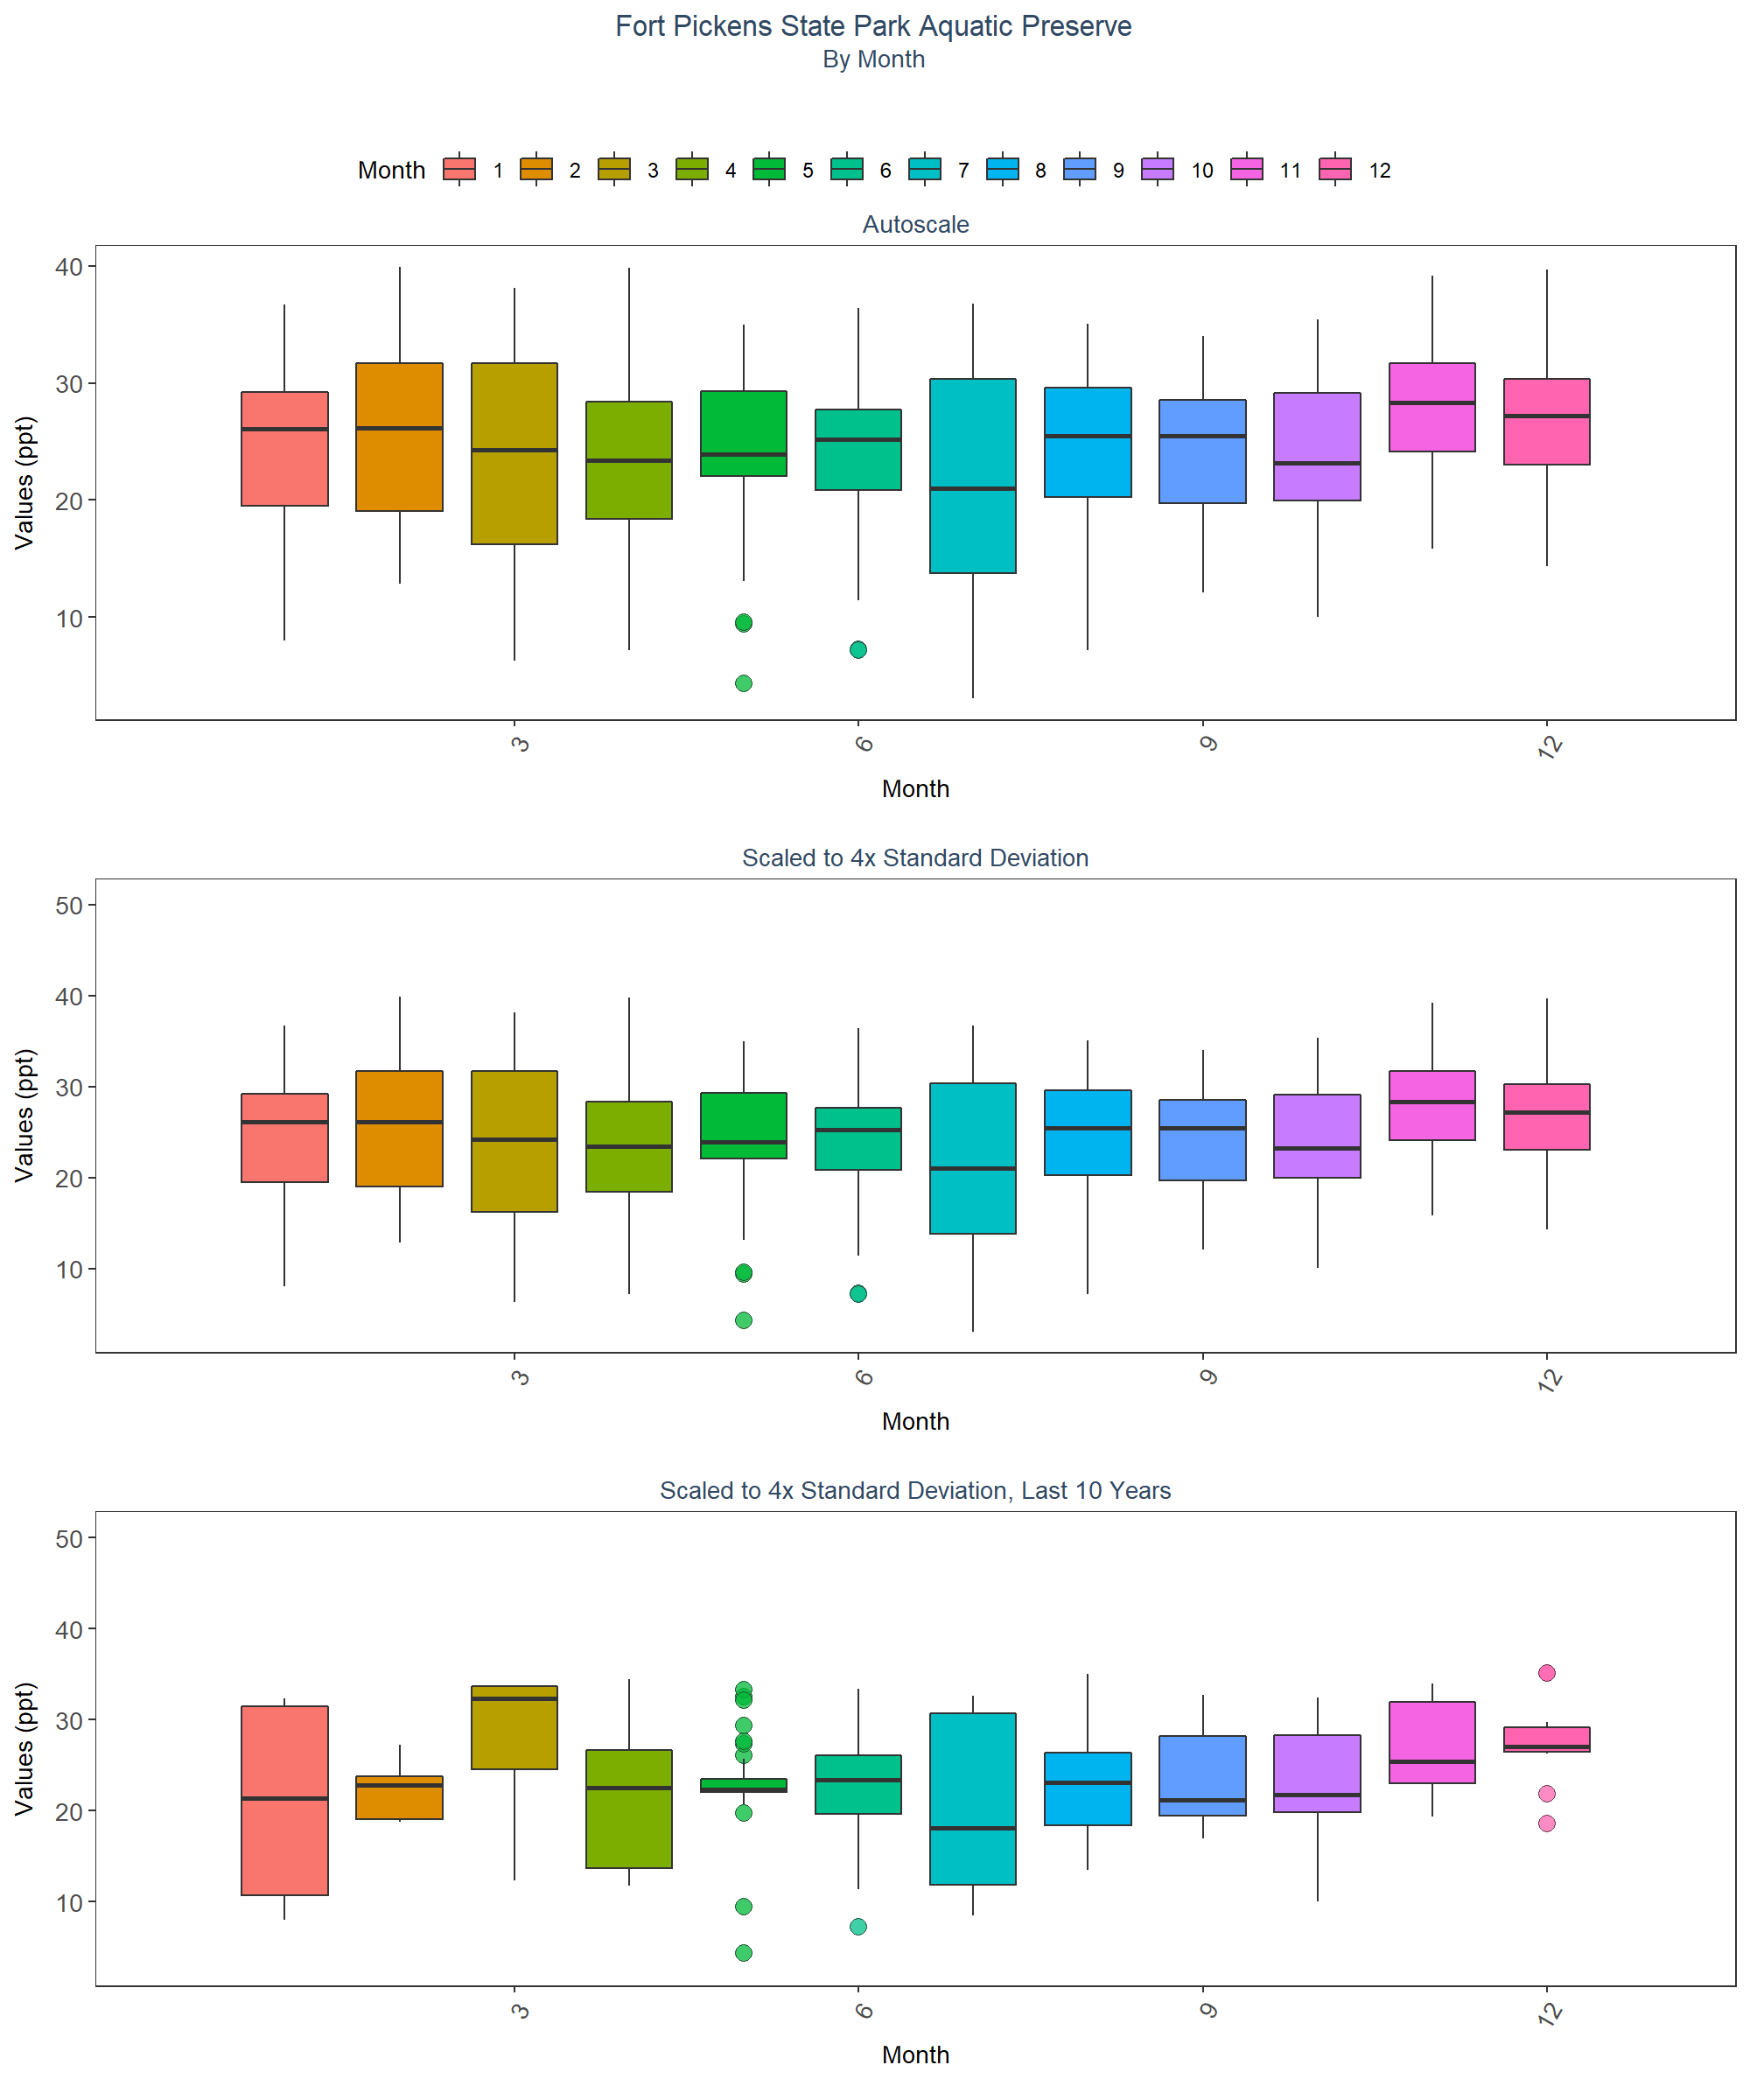 Fort Pickens State Park Aquatic Preserve
By Month
Month 1 2 3 4 5 6 7 8 9 10 11 12
Autoscale
Values (ppt)
40
30
20
10
3 6 9 12
Month
Scaled to 4x Standard Deviation
Values (ppt)
50
40
30
20
10
3 6 9 12
Month
Scaled to 4x Standard Deviation, Last 10 Years
Values (ppt)
50
40
30
20
10
3 6 9 12
Month